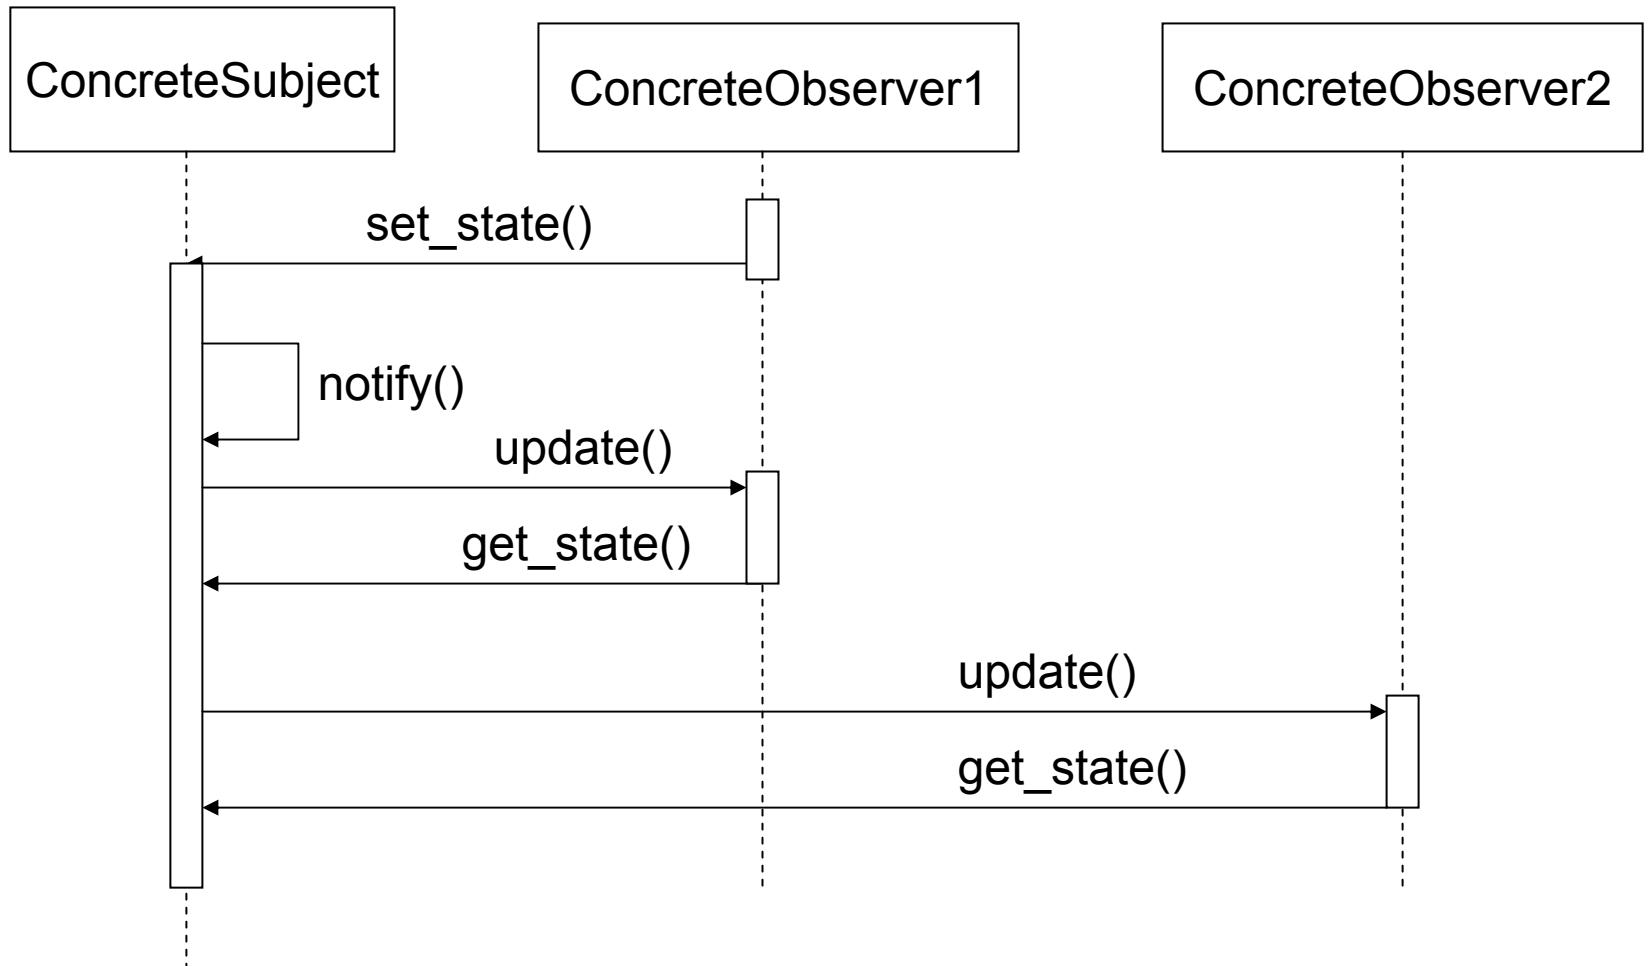 ConcreteSubject
ConcreteObserver1
ConcreteObserver2
set_state()
notify()
update()
get_state()
update()
get_state()